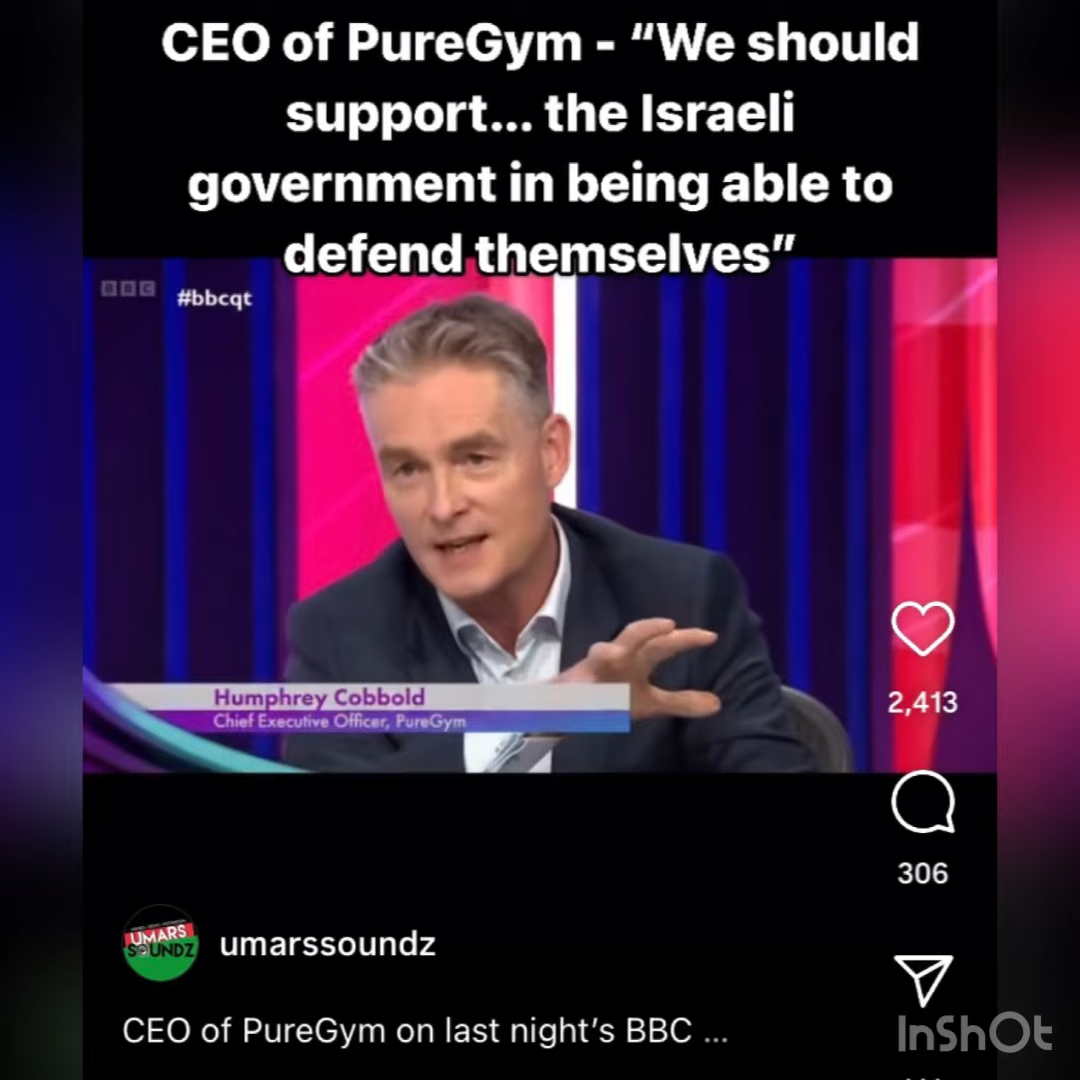 CEO of PureGym - “We should
support... the Israeli
government in being able to
defend themselves”
BBC #bbcqt
Humphrey Cobbold
Chief Executive Officer, PureGym
2,413
306
UMARS
SOUNDZ
umarssoundz
CEO of PureGym on last night’s BBC ...
InShOt